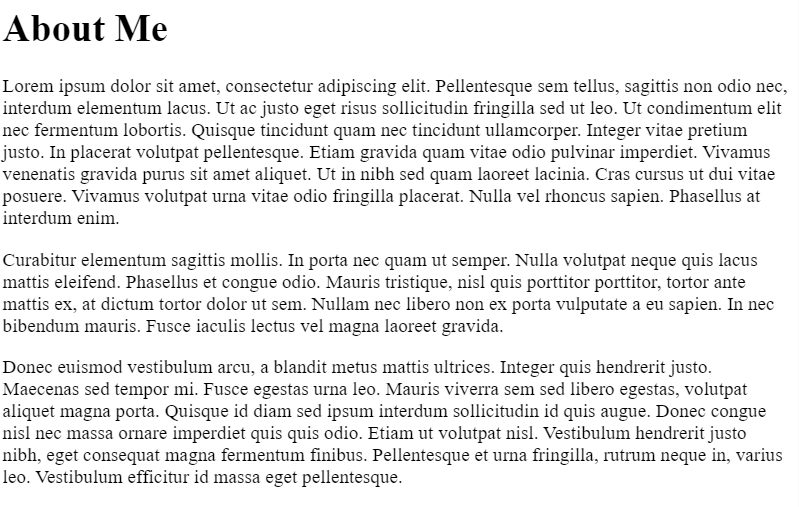 About Me
Lorem ipsum dolor sit amet, consectetur adipiscing elit. Pellentesque sem tellus, sagittis non odio nec,
interdum elementum lacus. Ut ac justo eget risus sollicitudin fringilla sed ut leo. Ut condimentum elit
nec fermentum lobortis. Quisque tincidunt quam nec tincidunt ullamcorper. Integer vitae pretium
justo. In placerat volutpat pellentesque. Etiam gravida quam vitae odio pulvinar imperdiet. Vivamus
venenatis gravida purus sit amet aliquet. Ut in nibh sed quam laoreet lacinia. Cras cursus ut dui vitae
posuere. Vivamus volutpat urna vitae odio fringilla placerat. Nulla vel rhoncus sapien. Phasellus at
interdum enim.
Curabitur elementum sagittis mollis. In porta nec quam ut semper. Nulla volutpat neque quis lacus
mattis eleifend. Phasellus et congue odio. Mauris tristique, nisl quis porttitor porttitor, tortor ante
mattis ex, at dictum tortor dolor ut sem. Nullam nec libero non ex porta vulputate a eu sapien. In nec
bibendum mauris. Fusce iaculis lectus vel magna laoreet gravida.
Donec euismod vestibulum arcu, a blandit metus mattis ultrices. Integer quis hendrerit justo.
Maecenas sed tempor mi. Fusce egestas urna leo. Mauris viverra sem sed libero egestas, volutpat
aliquet magna porta. Quisque id diam sed ipsum interdum sollicitudin id quis augue. Donec congue
nisl nec massa ornare imperdiet quis quis odio. Etiam ut volutpat nisl. Vestibulum hendrerit justo
nibh, eget consequat magna fermentum finibus. Pellentesque et urna fringilla, rutrum neque in, varius
leo. Vestibulum efficitur id massa eget pellentesque.